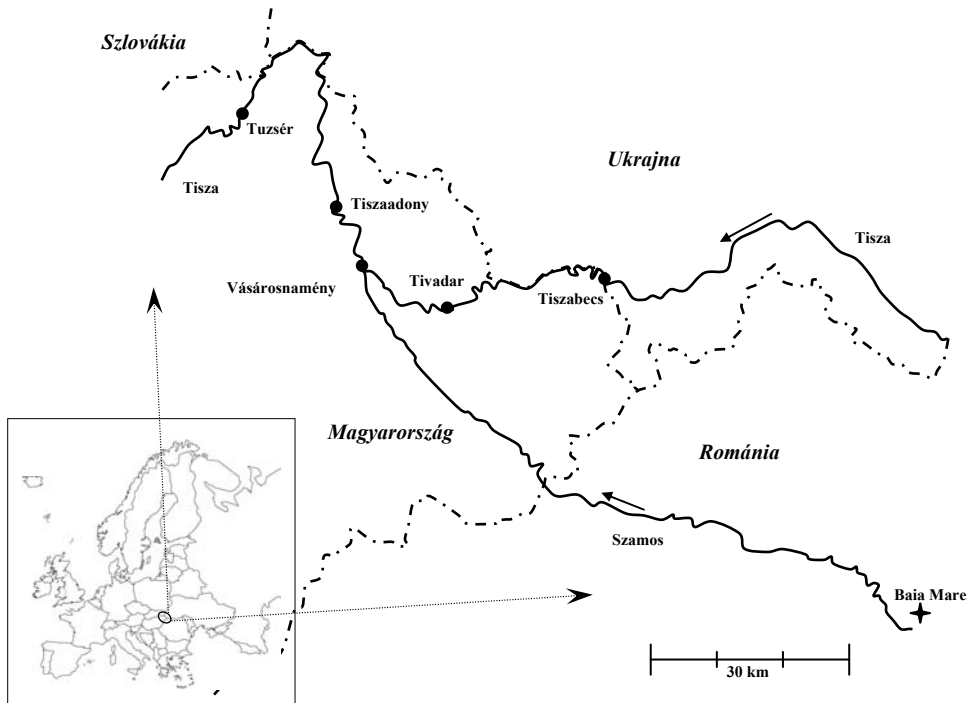 Szlovákia
Tuzsér
Ukrajna
Tisza
Tiszaadony
Tisza
Vásárosnamény
Tivadar
Tiszabecs
Magyarország
Románia
Szamos
Baia Mare
30 km